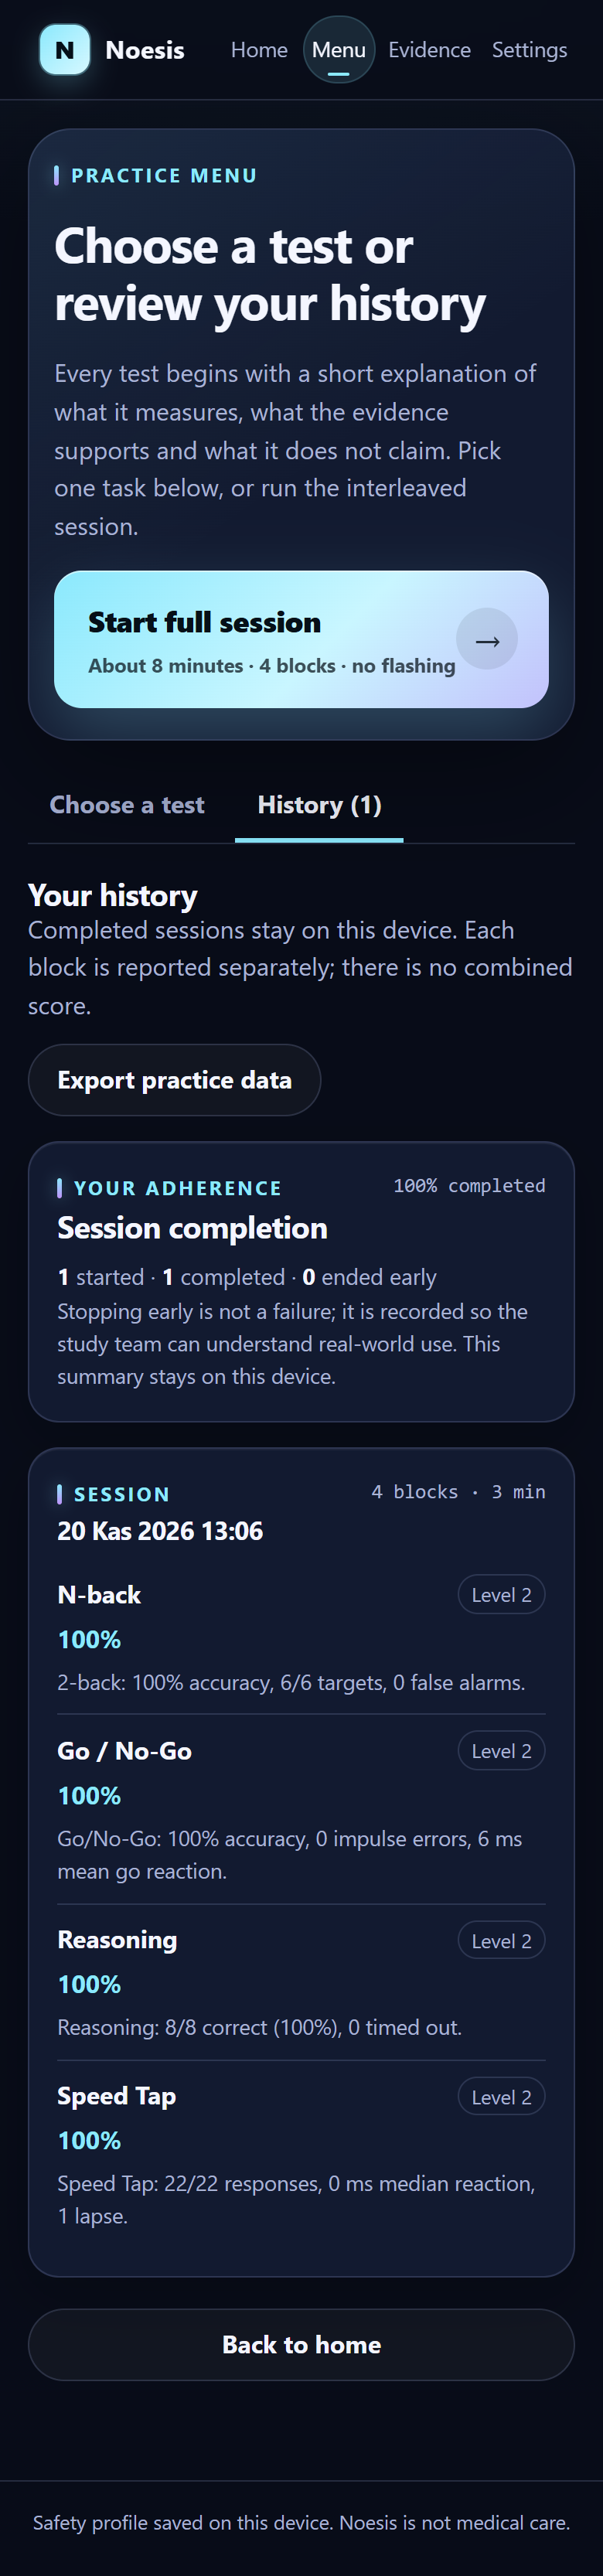 N
Noesis
Home
Menu
Evidence
Settings
PRACTICE MENU
Choose a test or
review your history
Every test begins with a short explanation of
what it measures, what the evidence
supports and what it does not claim. Pick
one task below, or run the interleaved
session.
Start full session
About 8 minutes · 4 blocks · no flashing
→
Choose a test
History (1)
Your history
Completed sessions stay on this device. Each
block is reported separately; there is no combined
score.
Export practice data
YOUR ADHERENCE
100% completed
Session completion
1 started · 1 completed · 0 ended early
Stopping early is not a failure; it is recorded so the
study team can understand real-world use. This
summary stays on this device.
SESSION
4 blocks · 3 min
20 Kas 2026 13:06
N-back
Level 2
100%
2-back: 100% accuracy, 6/6 targets, 0 false alarms.
Go / No-Go
Level 2
100%
Go/No-Go: 100% accuracy, 0 impulse errors, 6 ms
mean go reaction.
Reasoning
Level 2
100%
Reasoning: 8/8 correct (100%), 0 timed out.
Speed Tap
Level 2
100%
Speed Tap: 22/22 responses, 0 ms median reaction,
1 lapse.
Back to home
Safety profile saved on this device. Noesis is not medical care.